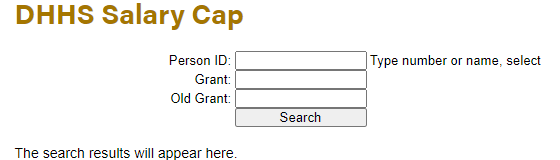 DHHS Salary Cap
Person ID: Type number or name, select
Grant:
Old Grant:
Search
The search results will appear here.